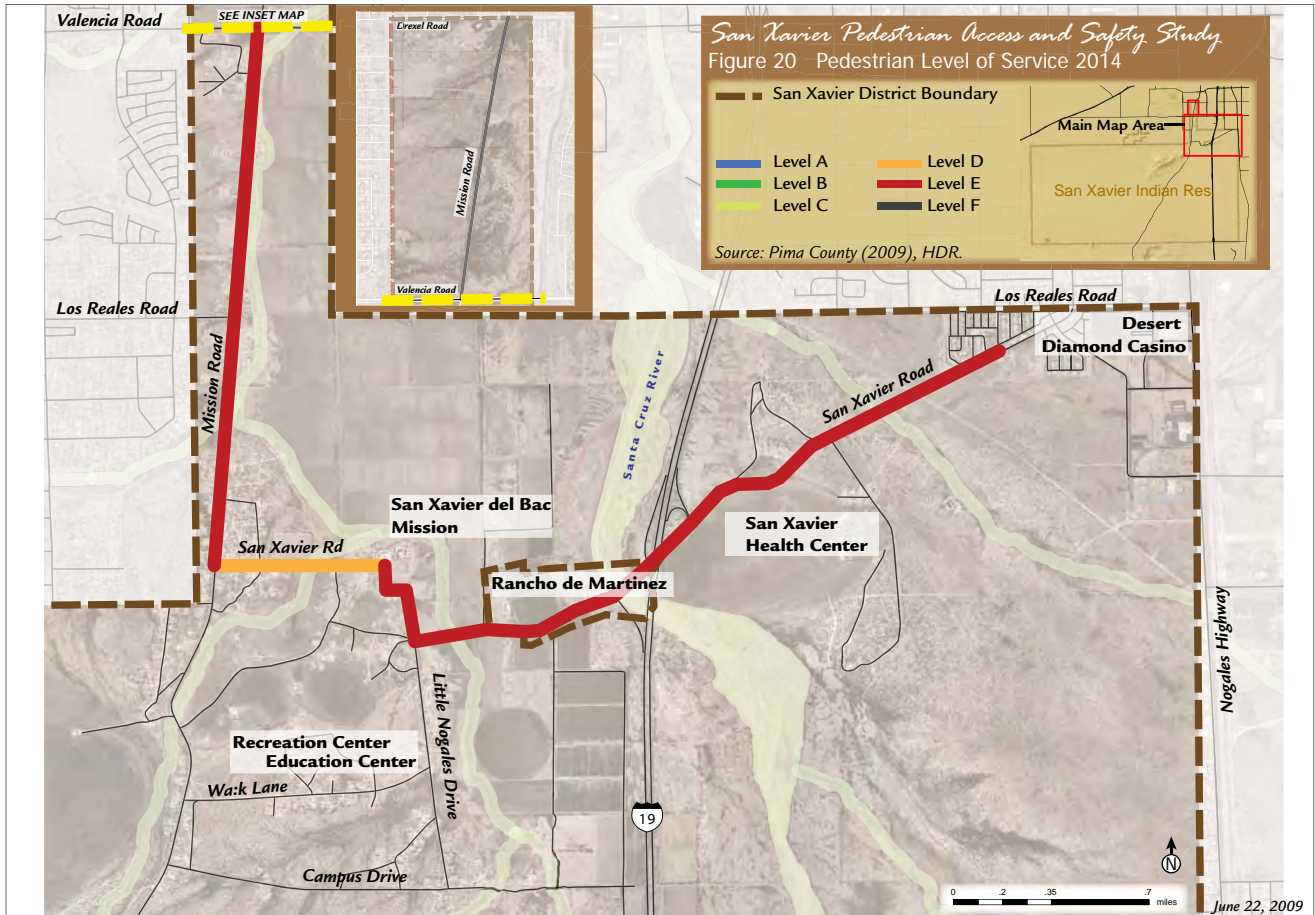 Valencia Road
SEE INSET MAP
Drexel Road
Mission Road
Valencia Road
San Xavier Pedestrian Access and Safety Study
Figure 20 Pedestrian Level of Service 2014
San Xavier District Boundary
Level A
Level B
Level C
Level D
Level E
Level F
Source: Pima County (2009), HDR.
Main Map Area
San Xavier Indian Res
Los Reales Road
Mission Road
Los Reales Road
Desert
Diamond Casino
San Xavier Road
Santa Cruz River
San Xavier del Bac
Mission
San Xavier
Health Center
San Xavier Rd
Rancho de Martinez
Nogales Highway
Little Nogales Drive
Recreation Center
Education Center
Wa:k Lane
19
Campus Drive
N
0 .2 .35 .7
miles
June 22, 2009